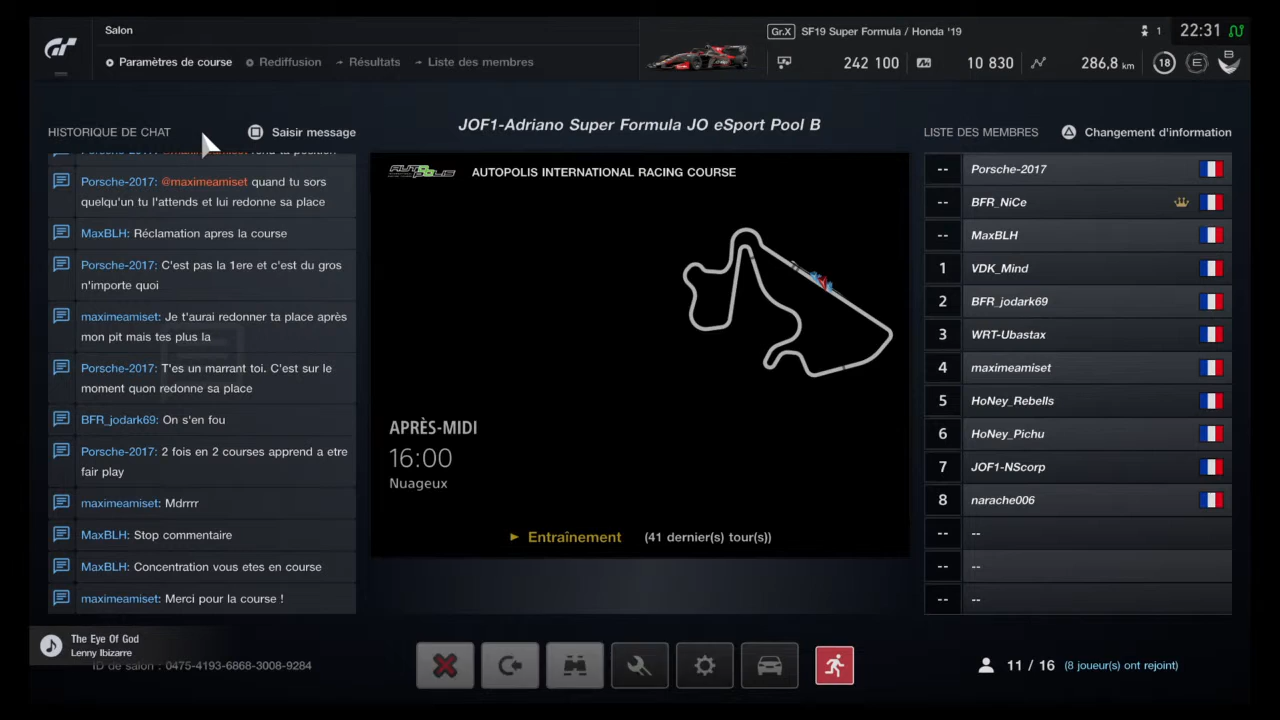 Salon
Gr.X SF19 Super Formula / Honda '19
1 22:31
Paramètres de course Rediffusion Résultats Liste des membres
242 100 10 830 286,8 km 18 E
HISTORIQUE DE CHAT Saisir message
JOF1-Adriano Super Formula JO eSport Pool B
LISTE DES MEMBRES Changement d'information
Porsche-2017: @maximeamiset quand tu sors
quelqu'un tu l'attends et lui redonne sa place
MaxBLH: Réclamation apres la course
Porsche-2017: C'est pas la 1ere et c'est du gros
n'importe quoi
maximeamiset: Je t'aurai redonner ta place après
mon pit mais tes plus la
Porsche-2017: T'es un marrant toi. C'est sur le
moment quon redonne sa place
BFR_jodark69: On s'en fou
Porsche-2017: 2 fois en 2 courses apprend a etre
fair play
maximeamiset: Mdrrrr
MaxBLH: Stop commentaire
MaxBLH: Concentration vous etes en course
maximeamiset: Merci pour la course !
AUTOPOLIS AUTOPOLIS INTERNATIONAL RACING COURSE
APRÈS-MIDI
16:00
Nuageux
Entraînement (41 dernier(s) tour(s))
-- Porsche-2017
-- BFR_NiCe
-- MaxBLH
1 VDK_Mind
2 BFR_jodark69
3 WRT-Ubastax
4 maximeamiset
5 HoNey_Rebells
6 HoNey_Pichu
7 JOF1-NScorp
8 narache006
-- --
-- --
-- --
The Eye Of God
Lenny Ibizarre
ID de salon : 0475-4193-6868-3008-9284
11 / 16 (8 joueur(s) ont rejoint)